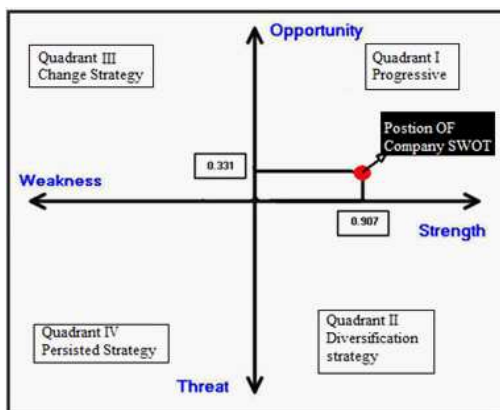 Opportunity
Quadrant III
Change Strategy
Quadrant I
Progressive
Postion OF
Company SWOT
0.331
Weakness
0.907
Strength
Quadrant IV
Persisted Strategy
Quadrant II
Diversification
strategy
Threat